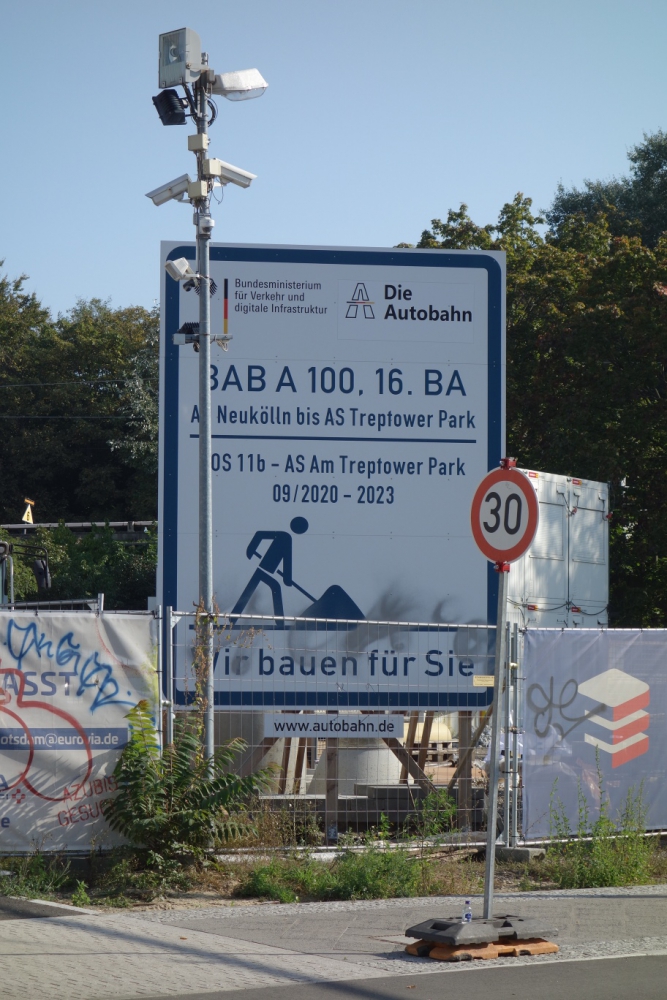 Bundesministerium
für Verkehr und
digitale Infrastruktur
Die
Autobahn
BAB A 100, 16. BA
AS Neukölln bis AS Treptower Park
OS 11b - AS Am Treptower Park
09/2020 - 2023
30
Wir bauen für Sie
www.autobahn.de
ASST
otsdam@eurovia.de
AZUBIS
GESUC